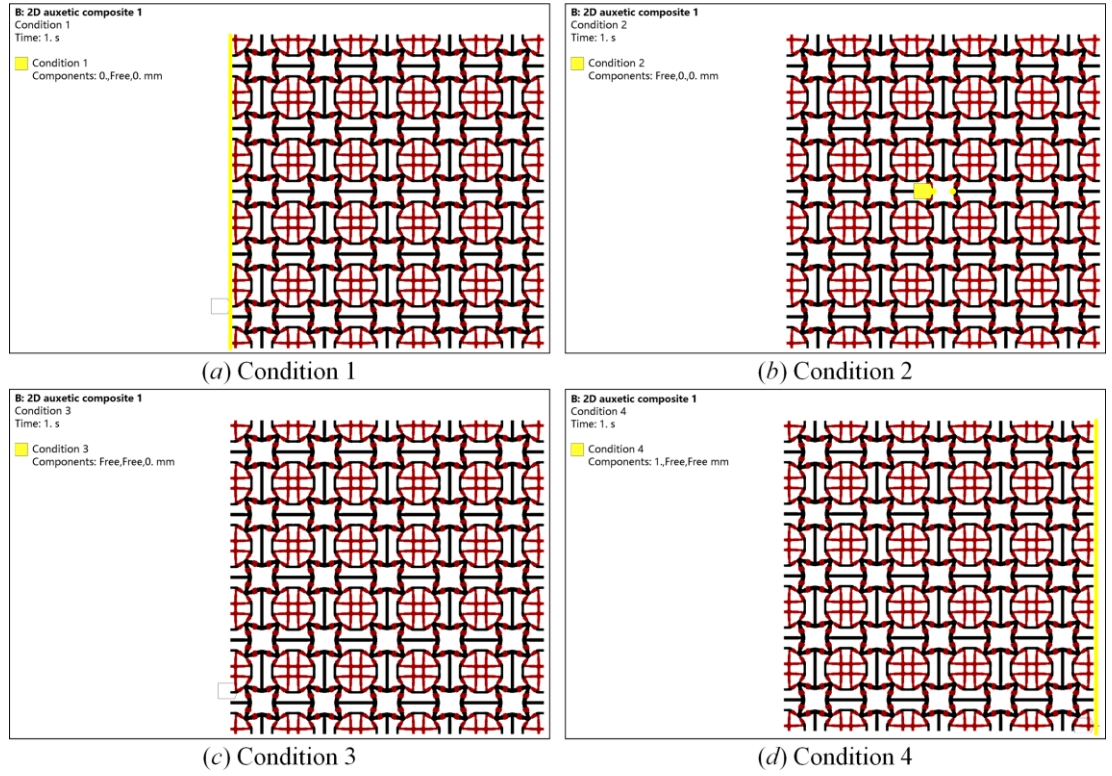 B: 2D auxetic composite 1
Condition 1
Time: 1. s
Condition 1
Components: 0.,Free,0. mm
(a) Condition 1
B: 2D auxetic composite 1
Condition 2
Time: 1. s
Condition 2
Components: Free,0.,0. mm
(b) Condition 2
B: 2D auxetic composite 1
Condition 3
Time: 1. s
Condition 3
Components: Free,Free,0. mm
(c) Condition 3
B: 2D auxetic composite 1
Condition 4
Time: 1. s
Condition 4
Components: 1.,Free,Free mm
(d) Condition 4